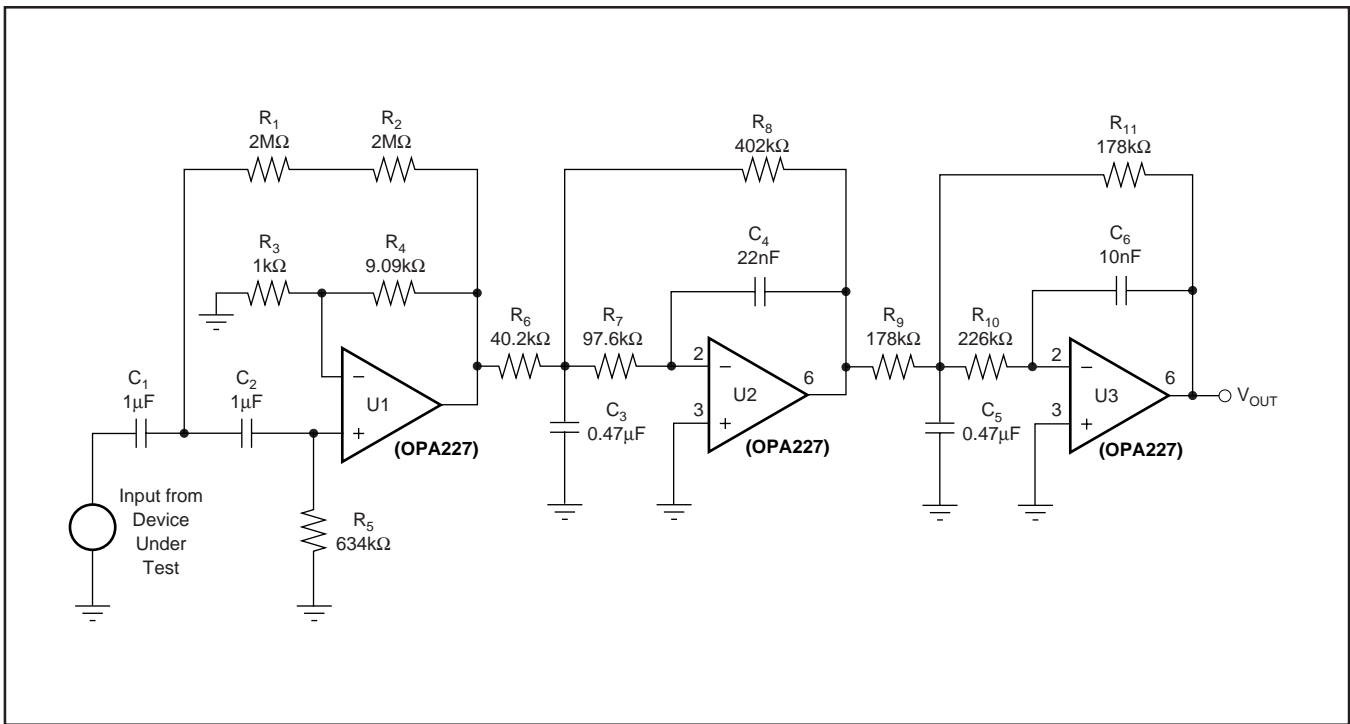 R1
2MΩ
R2
2MΩ
R8
402kΩ
R11
178kΩ
R3
1kΩ
R4
9.09kΩ
C4
22nF
C6
10nF
R6
40.2kΩ
R7
97.6kΩ
R9
178kΩ
R10
226kΩ
C1
1µF
C2
1µF
−
U1
+
(OPA227)
2
−
U2
6
3
+
(OPA227)
C3
0.47µF
2
−
U3
6
3
+
(OPA227)
VOUT
C5
0.47µF
Input from
Device
Under
Test
R5
634kΩ